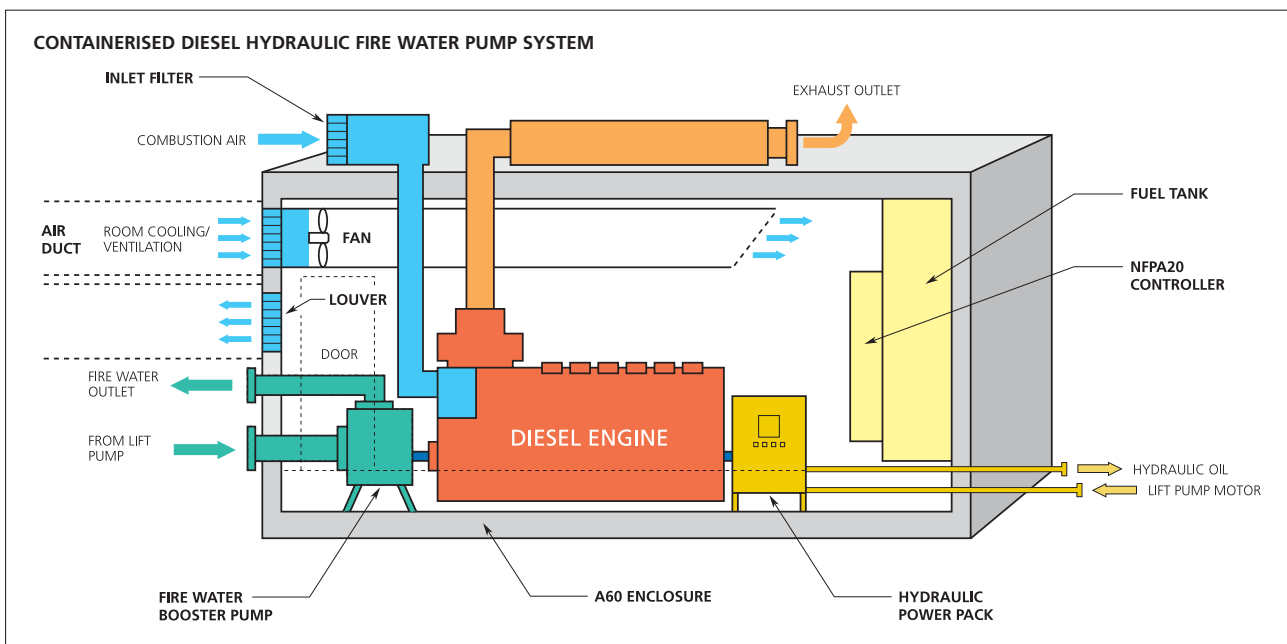 CONTAINERISED DIESEL HYDRAULIC FIRE WATER PUMP SYSTEM
INLET FILTER
EXHAUST OUTLET
COMBUSTION AIR
FUEL TANK
AIR
DUCT
ROOM COOLING/
VENTILATION
FAN
NFPA20
CONTROLLER
LOUVER
DOOR
FIRE WATER
OUTLET
DIESEL ENGINE
FROM LIFT
PUMP
HYDRAULIC OIL
LIFT PUMP MOTOR
FIRE WATER
BOOSTER PUMP
A60 ENCLOSURE
HYDRAULIC
POWER PACK